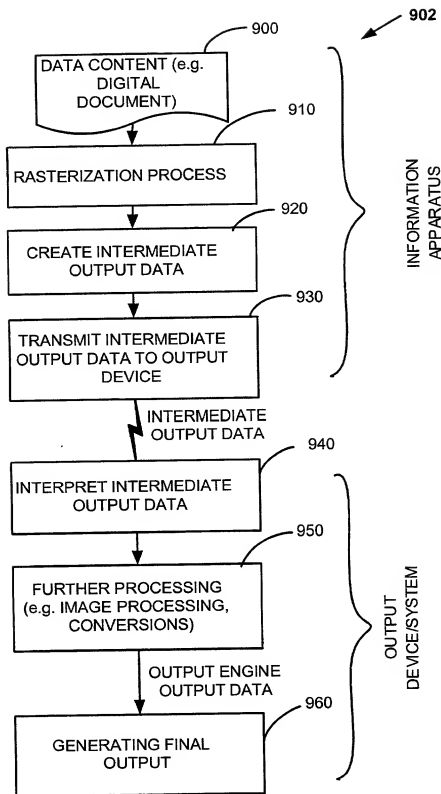 902
900
DATA CONTENT (e.g.
DIGITAL
DOCUMENT)
910
RASTERIZATION PROCESS
920
CREATE INTERMEDIATE
OUTPUT DATA
930
TRANSMIT INTERMEDIATE
OUTPUT DATA TO OUTPUT
DEVICE
INFORMATION
APPARATUS
INTERMEDIATE
OUTPUT DATA
940
INTERPRET INTERMEDIATE
OUTPUT DATA
950
FURTHER PROCESSING
(e.g. IMAGE PROCESSING,
CONVERSIONS)
OUTPUT ENGINE
OUTPUT DATA
960
GENERATING FINAL
OUTPUT
OUTPUT
DEVICE/SYSTEM